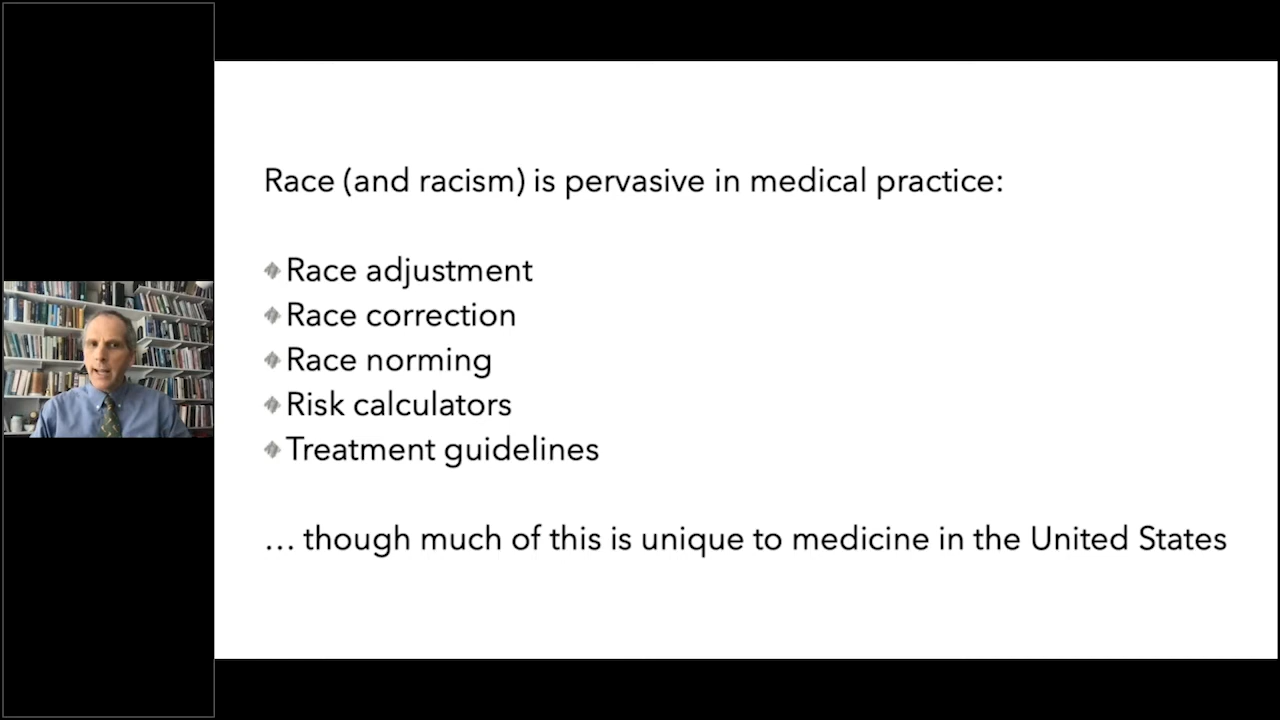 Race (and racism) is pervasive in medical practice:
Race adjustment
Race correction
Race norming
Risk calculators
Treatment guidelines
… though much of this is unique to medicine in the United States